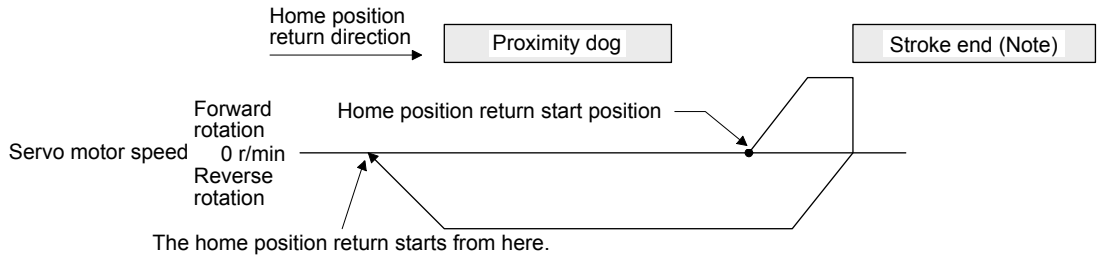 Home position
return direction
Proximity dog
Stroke end (Note)
Home position return start position
Forward
rotation
Servo motor speed 0 r/min
Reverse
rotation
The home position return starts from here.